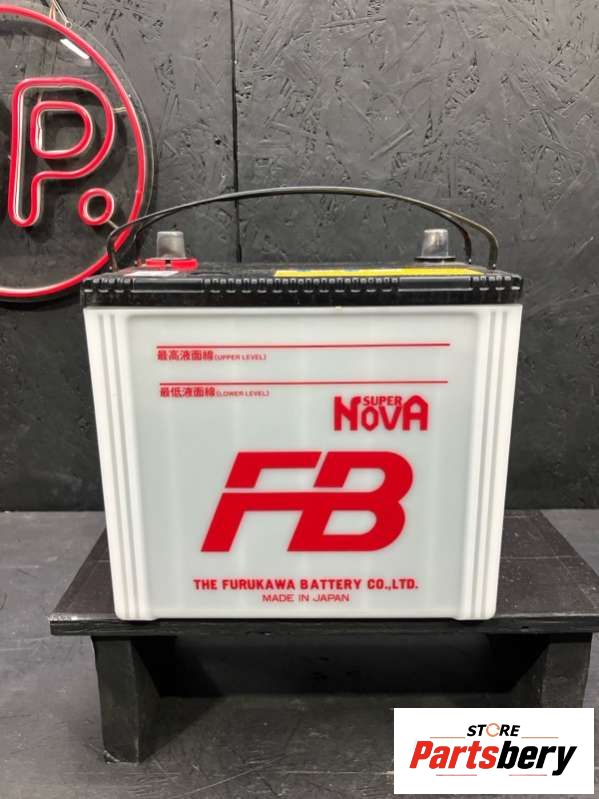 P.
最高液面線(UPPER LEVEL)
最低液面線(LOWER LEVEL)
SUPER
NOVA
FB
THE FURUKAWA BATTERY CO.,LTD.
MADE IN JAPAN
STORE
Partsbery